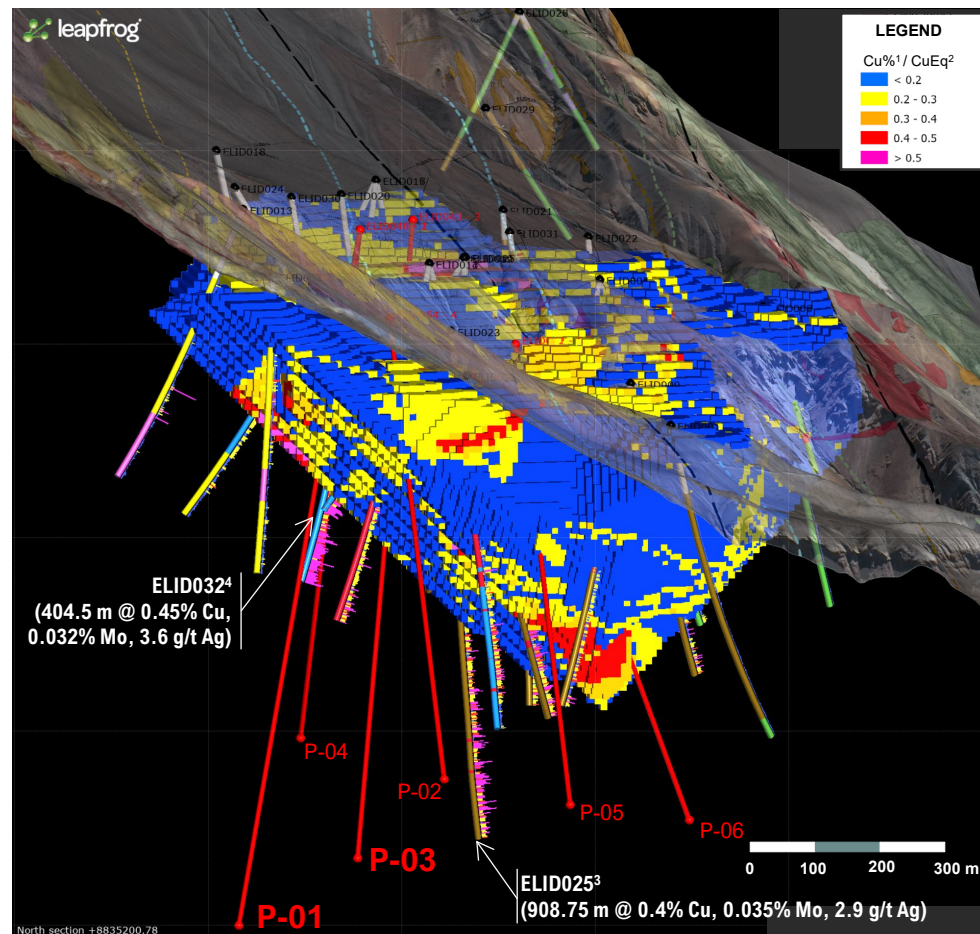 leapfrog
LEGEND
Cu%¹ / CuEq²
< 0.2
0.2 - 0.3
0.3 - 0.4
0.4 - 0.5
> 0.5
ELID028
ELID029
ELID018
ELID024
ELID013
ELID030
ELID020
ELID021
ELID031
ELID022
ELID023
ELID032⁴
(404.5 m @ 0.45% Cu,
0.032% Mo, 3.6 g/t Ag)
P-04
P-02
P-05
P-06
P-03
P-01
0 100 200 300 m
ELID025³
(908.75 m @ 0.4% Cu, 0.035% Mo, 2.9 g/t Ag)
North section +8835200.78